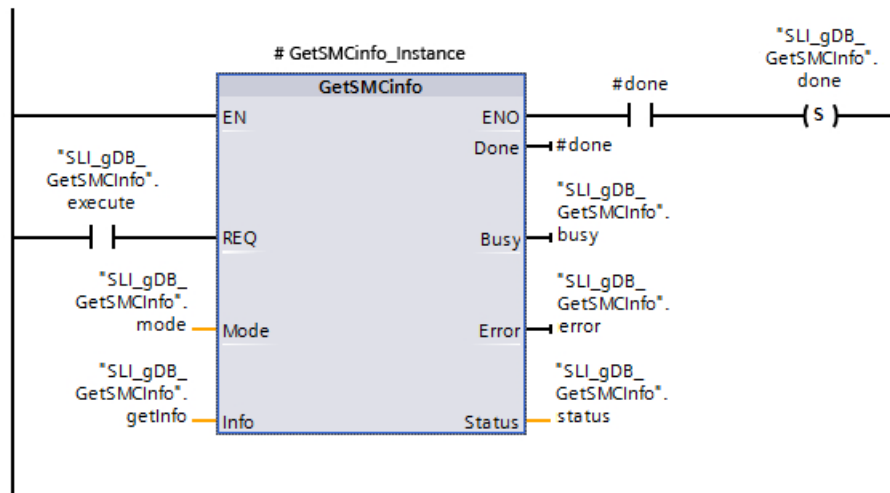 # GetSMCinfo_Instance
GetSMCinfo
EN
ENO
#done
"SLI_gDB_
GetSMCInfo".
done
Done
#done
"SLI_gDB_
GetSMCInfo".
execute
REQ
"SLI_gDB_
GetSMCInfo".
busy
Busy
"SLI_gDB_
GetSMCInfo".
mode
Mode
"SLI_gDB_
GetSMCInfo".
error
Error
"SLI_gDB_
GetSMCInfo".
getInfo
Info
"SLI_gDB_
GetSMCInfo".
status
Status
S